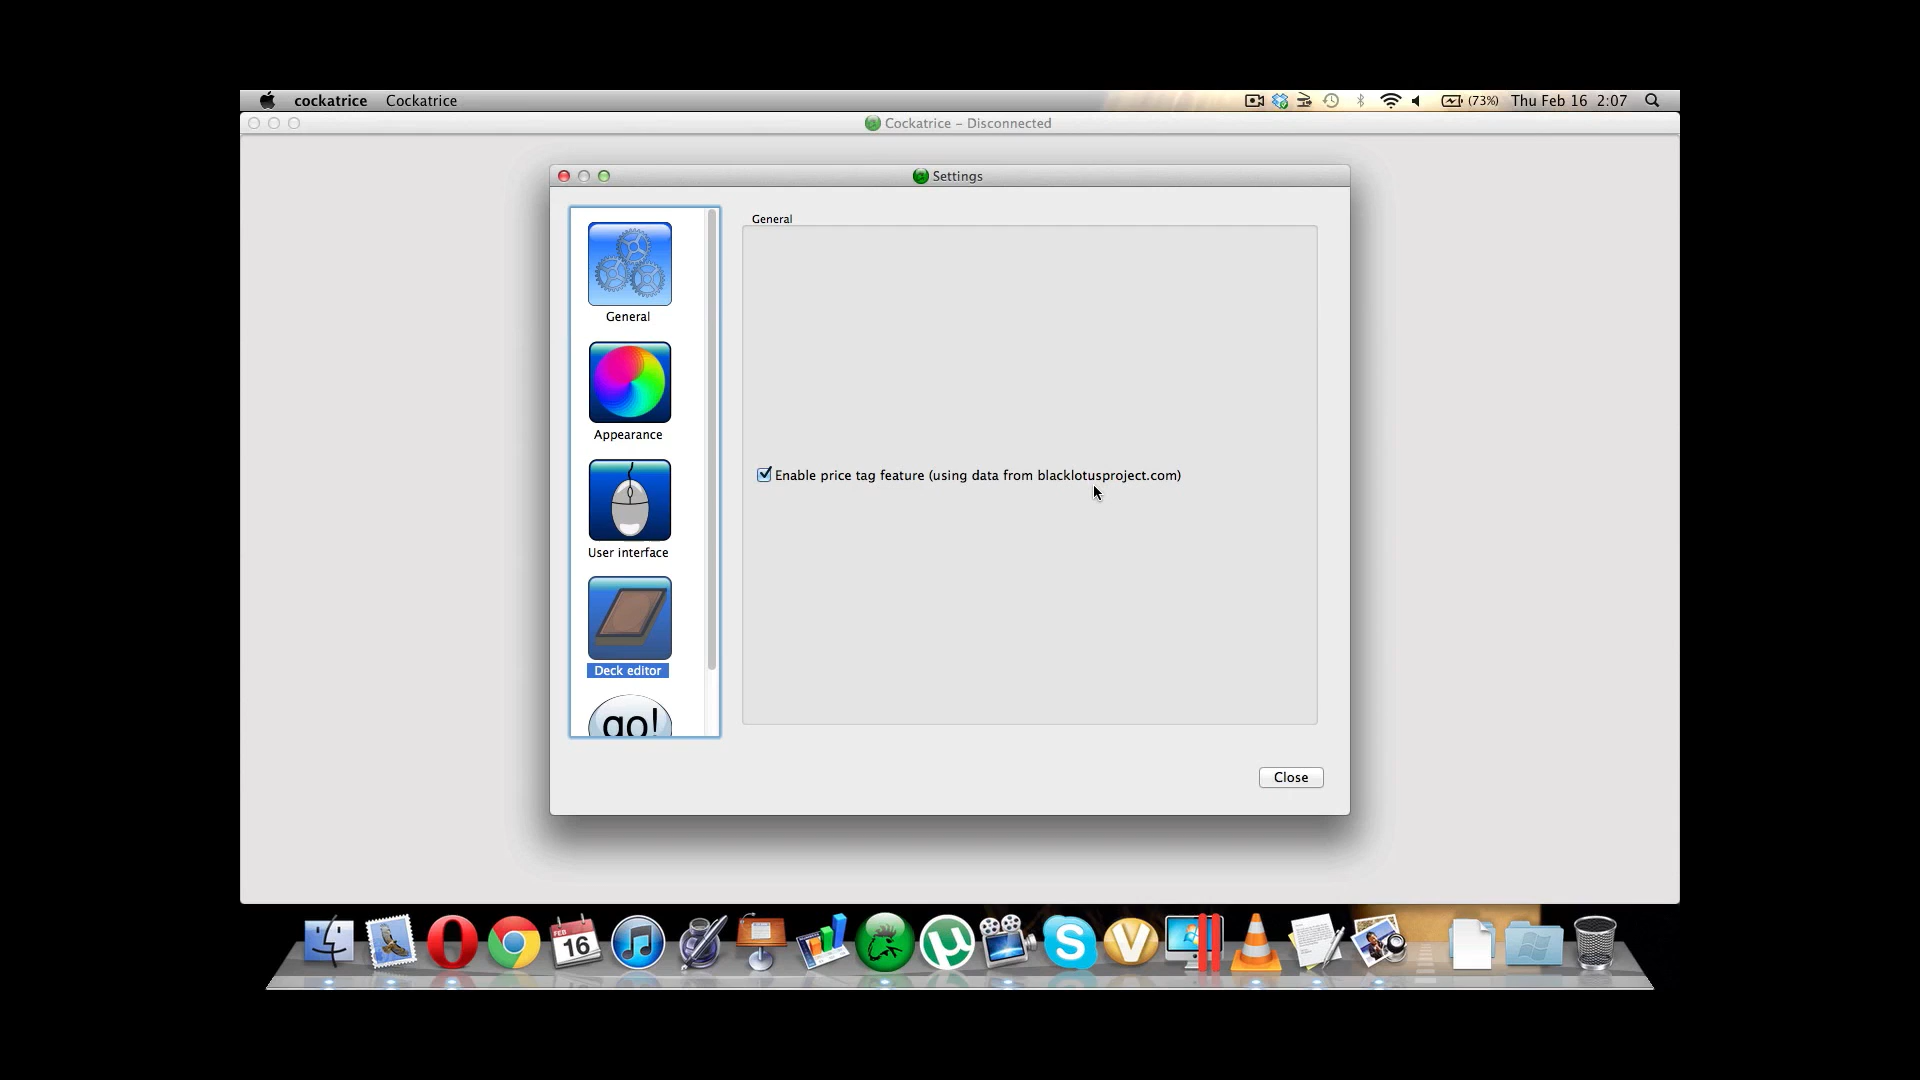 cockatrice Cockatrice (73%) Thu Feb 16 2:07
Cockatrice – Disconnected
Settings
General
General
Appearance
Enable price tag feature (using data from blacklotusproject.com)
User interface
Deck editor
go!
Close
FEB
16